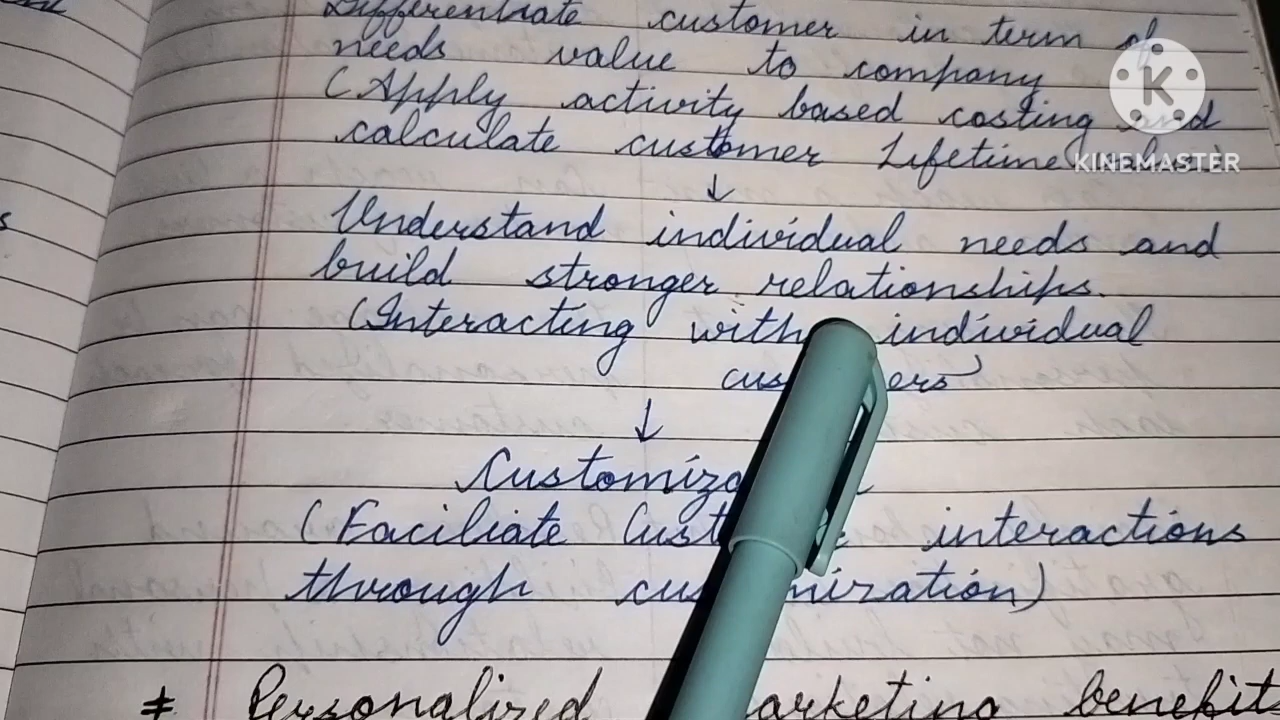 Differentiate customer in term of
needs value to company
(Apply activity based costing
calculate customer Lifetime
↓
Understand individual needs and
build stronger relationships.
(Interacting with individual
↓
(Faciliate interactions
through
* Personalized benefits
KINEMASTER